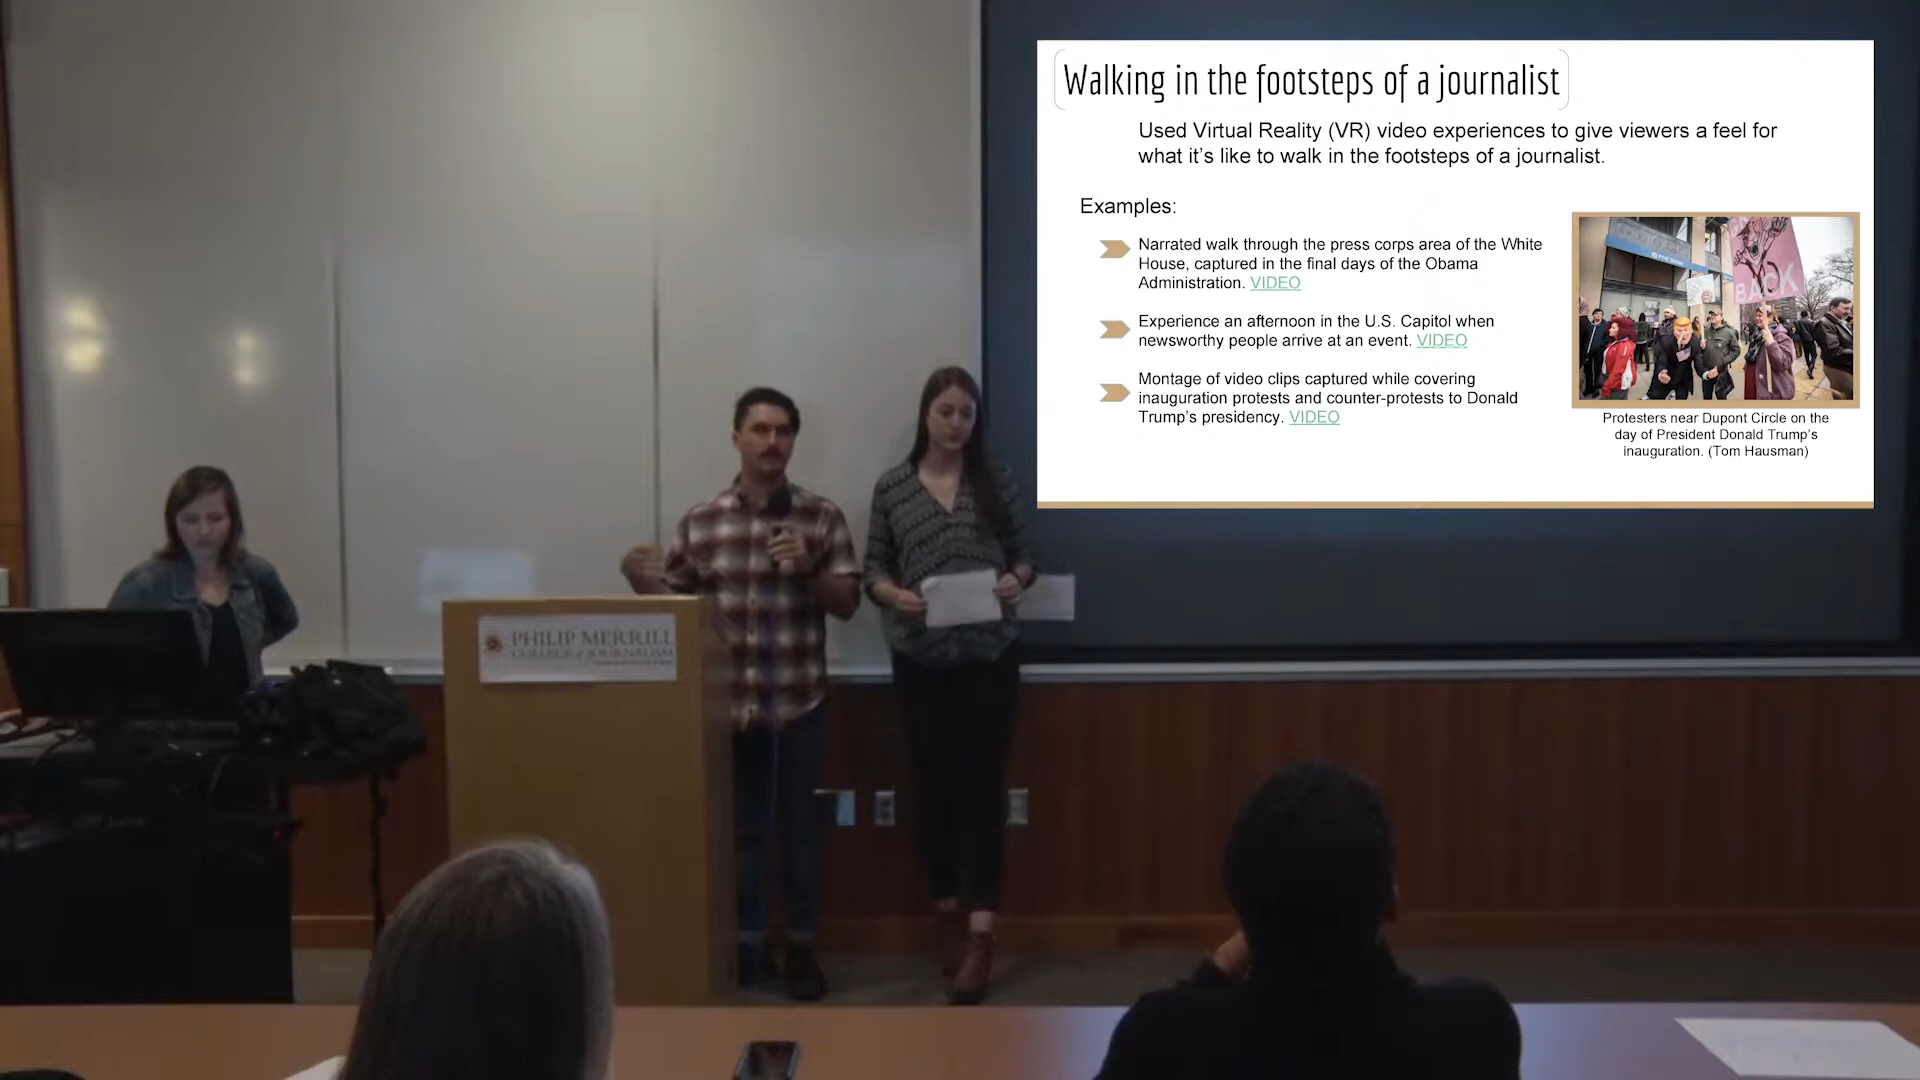 Walking in the footsteps of a journalist
Used Virtual Reality (VR) video experiences to give viewers a feel for
what it’s like to walk in the footsteps of a journalist.
Examples:
Narrated walk through the press corps area of the White
House, captured in the final days of the Obama
Administration. VIDEO
Experience an afternoon in the U.S. Capitol when
newsworthy people arrive at an event. VIDEO
Montage of video clips captured while covering
inauguration protests and counter-protests to Donald
Trump’s presidency. VIDEO
BACK
Protesters near Dupont Circle on the
day of President Donald Trump’s
inauguration. (Tom Hausman)
PHILIP MERRILL
COLLEGE of JOURNALISM